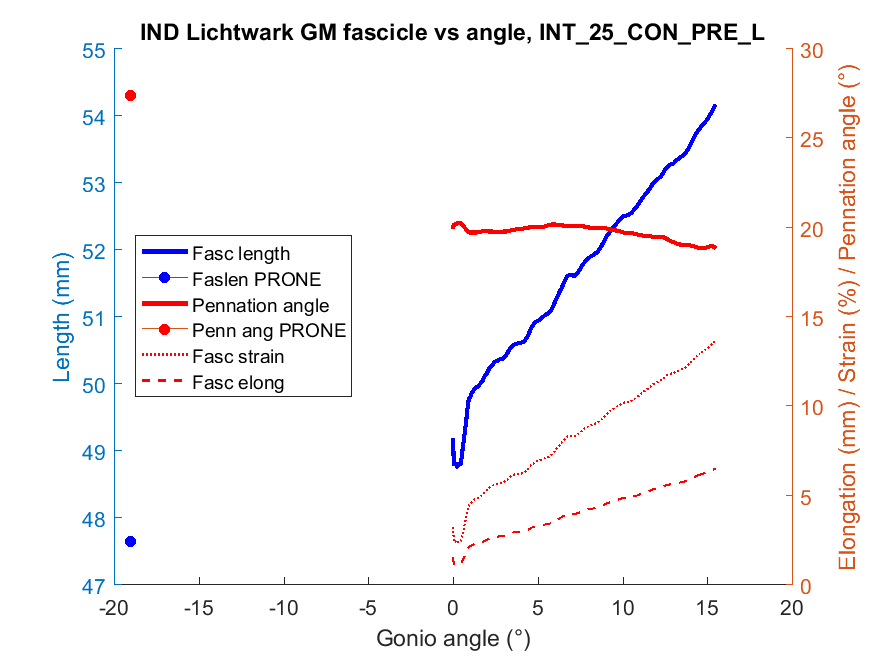 IND Lichtwark GM fascicle vs angle, INT_25_CON_PRE_L
55
54
53
52
51
50
49
48
47
Length (mm)
30
25
20
15
10
5
0
Elongation (mm) / Strain (%) / Pennation angle (°)
Fasc length
Faslen PRONE
Pennation angle
Penn ang PRONE
Fasc strain
Fasc elong
-20 -15 -10 -5 0 5 10 15 20
Gonio angle (°)